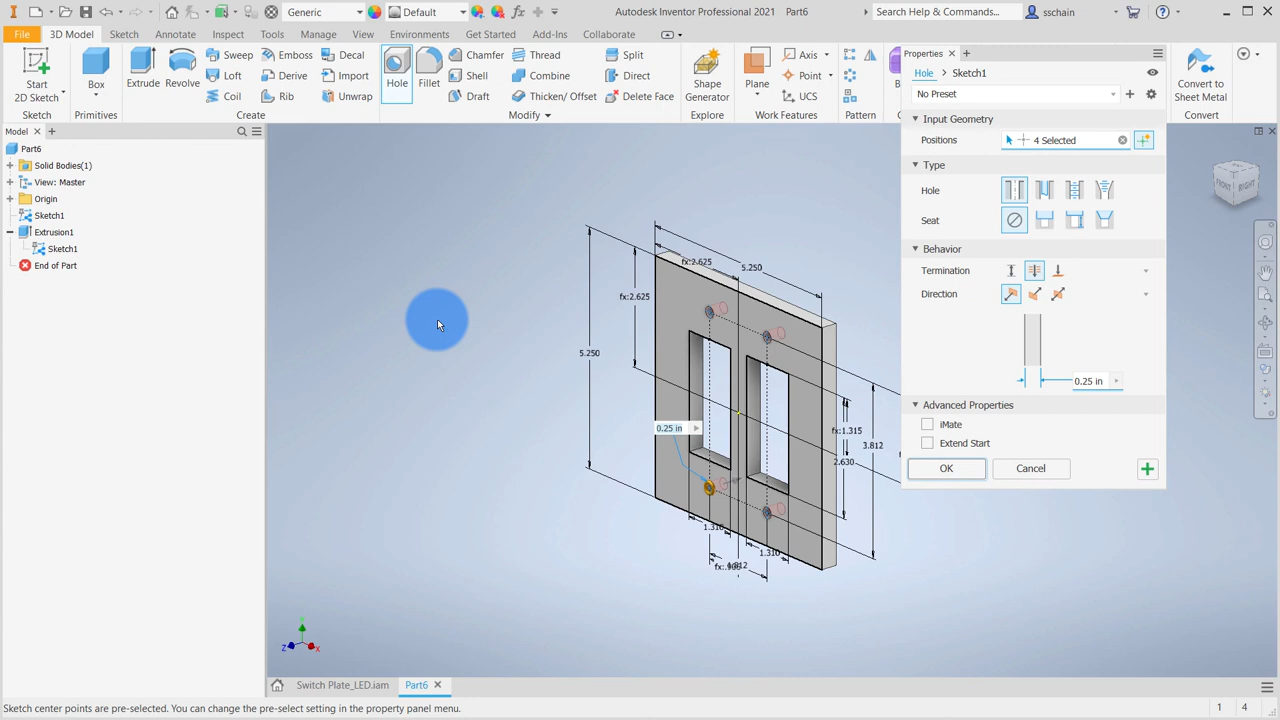 Generic
Default
Autodesk Inventor Professional 2021 Part6
Search Help & Commands...
sschain
File
3D Model
Sketch
Annotate
Inspect
Tools
Manage
View
Environments
Get Started
Add-Ins
Collaborate
Start
2D Sketch
Box
Extrude
Revolve
Sweep
Loft
Coil
Emboss
Derive
Rib
Decal
Import
Unwrap
Hole
Fillet
Chamfer
Shell
Draft
Thread
Combine
Thicken/ Offset
Split
Direct
Delete Face
Shape
Generator
Plane
Axis
Point
UCS
Convert to
Sheet Metal
Sketch
Primitives
Create
Modify
Explore
Work Features
Pattern
Convert
Model
Part6
Solid Bodies(1)
View: Master
Origin
Sketch1
Extrusion1
Sketch1
End of Part
Properties
Hole > Sketch1
No Preset
Input Geometry
Positions
4 Selected
Type
Hole
Seat
Behavior
Termination
Direction
0.25 in
Advanced Properties
iMate
Extend Start
OK
Cancel
FRONT
RIGHT
fx:2.625
5.250
fx:2.625
5.250
0.25 in
fx:1.315
3.812
2.630
1.310
1.310
Z
X
Switch Plate_LED.iam
Part6
Sketch center points are pre-selected. You can change the pre-select setting in the property panel menu.
1
4